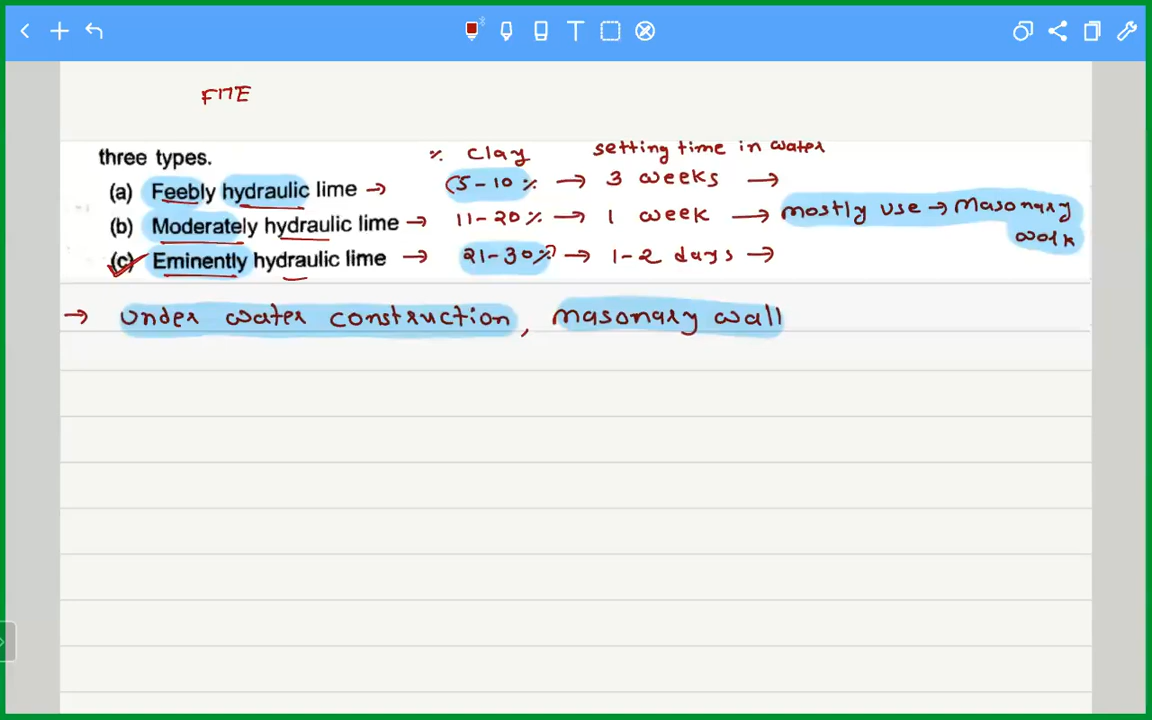 FME
three types. % clay setting time in water
(a) Feebly hydraulic lime → (5-10% → 3 weeks →
(b) Moderately hydraulic lime → 11-20% → 1 week → mostly use → Masonary
work
(c) Eminently hydraulic lime → 21-30% → 1-2 days →
→ under water construction, masonary wall